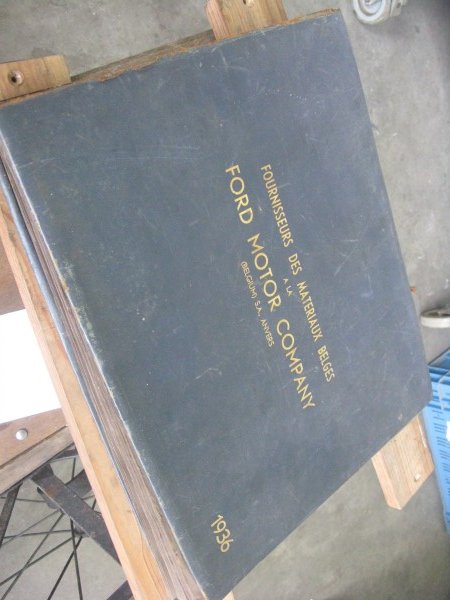 FOURNISSEURS DES MATERIAUX BELGES
A LA
FORD MOTOR COMPANY
(BELGIUM) S.A., ANVERS
1936